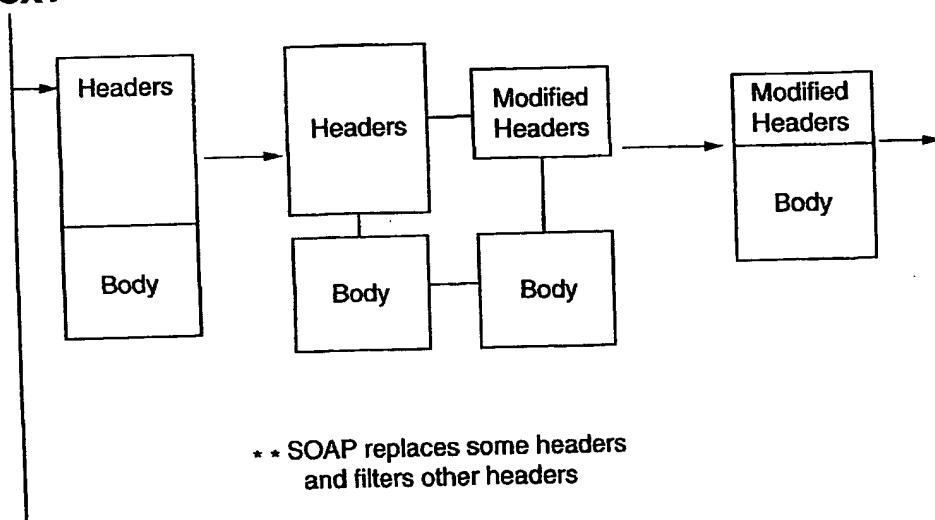 Headers
Body
Headers
Body
Modified
Headers
Body
Modified
Headers
Body
* * SOAP replaces some headers
and filters other headers